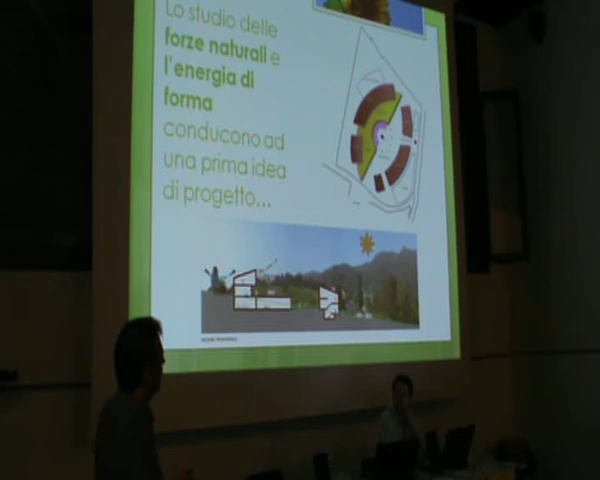 Lo studio delle
forze naturali e
l'energia di
forma
conducono ad
una prima idea
di progetto...